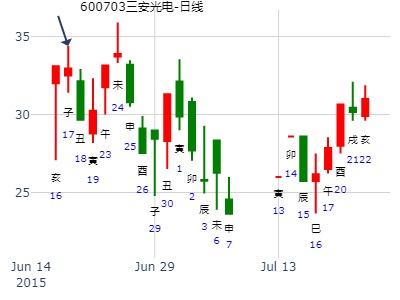 600703三安光电-日线
35
30
25
亥
16
子
17
丑
18
寅
19
午
23
未
24
申
25
酉
26
子
29
丑
30
寅
1
卯
2
辰
3
未
6
申
7
寅
13
卯
14
辰
15
巳
16
午
17
酉
20
戌
21
亥
22
Jun 14
2015
Jun 29
Jul 13